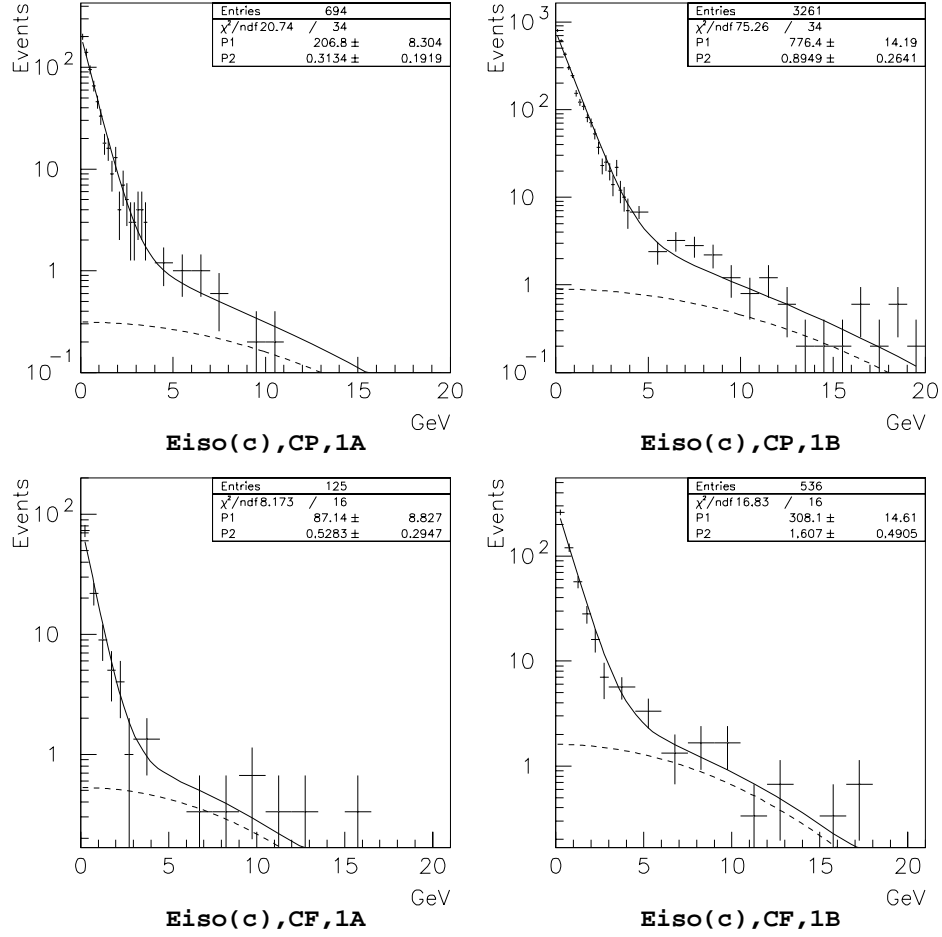 Entries 694
χ²/ndf 20.74 / 34
P1 206.8 ± 8.304
P2 0.3134 ± 0.1919
Events
10²
10
1
10⁻¹
0 5 10 15 20
GeV
Eiso(c),CP,1A
Entries 3261
χ²/ndf 75.26 / 34
P1 776.4 ± 14.19
P2 0.8949 ± 0.2641
Events
10³
10²
10
1
10⁻¹
0 5 10 15 20
GeV
Eiso(c),CP,1B
Entries 125
χ²/ndf 8.173 / 16
P1 87.14 ± 8.827
P2 0.5283 ± 0.2947
Events
10²
10
1
0 5 10 15 20
GeV
Eiso(c),CF,1A
Entries 536
χ²/ndf 16.83 / 16
P1 308.1 ± 14.61
P2 1.607 ± 0.4905
Events
10²
10
1
0 5 10 15 20
GeV
Eiso(c),CF,1B